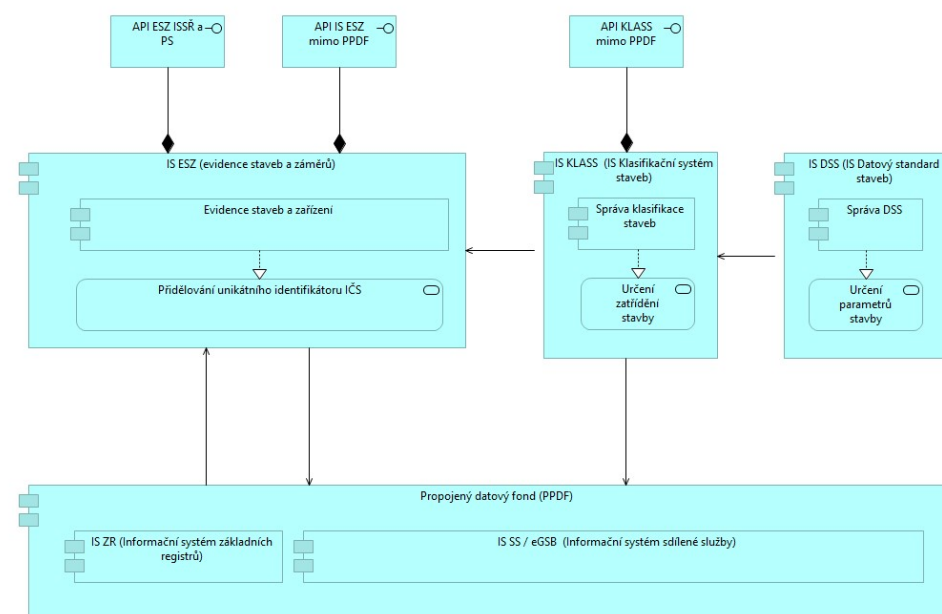 API ESZ ISSŘ a
PS
API IS ESZ
mimo PPDF
API KLASS
mimo PPDF
IS ESZ (evidence staveb a záměrů)
Evidence staveb a zařízení
Přidělování unikátního identifikátoru IČS
IS KLASS  (IS Klasifikační systém
staveb)
Správa klasifikace
staveb
Určení
zatřídění
stavby
IS DSS (IS Datový standard
staveb)
Správa DSS
Určení
parametrů
stavby
Propojený datový fond (PPDF)
IS ZR (Informační systém základních
registrů)
IS SS / eGSB  (Informační systém sdílené služby)